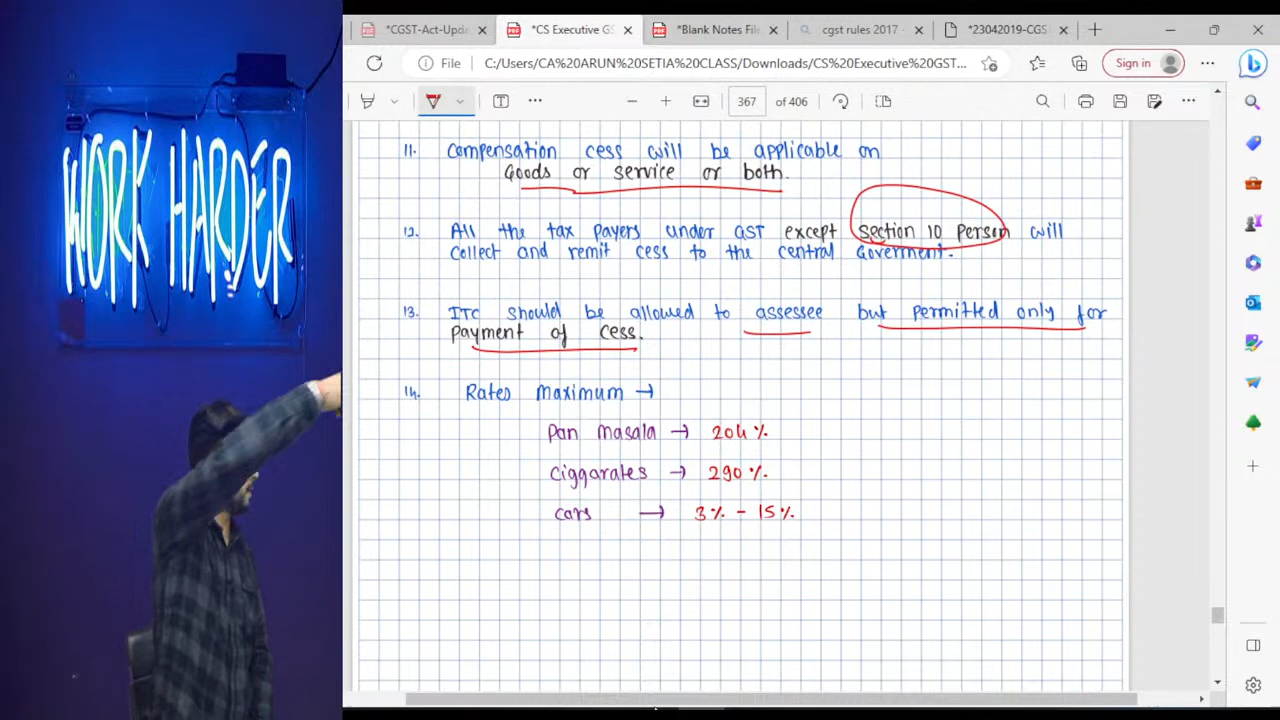 WORK HARDER
*CGST-Act-Upda
*CS Executive GS
*Blank Notes File
cgst rules 2017 -
*23042019-CGS
File
C:/Users/CA%20ARUN%20SETIA%20CLASS/Downloads/CS%20Executive%20GST...
Sign in
367 of 406
11. Compensation cess will be applicable on
Goods or service or both.
12. All the tax payers under GST except Section 10 Person will
collect and remit cess to the central Goverment.
13. ITC should be allowed to assessee but permitted only for
payment of cess.
14. Rates Maximum →
Pan Masala → 204%
Ciggarates → 290%
Cars → 3% - 15%